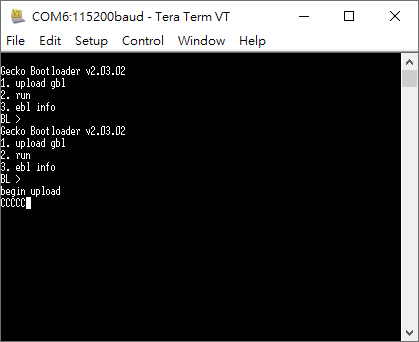 COM6:115200baud - Tera Term VT
File Edit Setup Control Window Help
Gecko Bootloader v2.03.02
1. upload gbl
2. run
3. ebl info
BL >
Gecko Bootloader v2.03.02
1. upload gbl
2. run
3. ebl info
BL >
begin upload
CCCCC